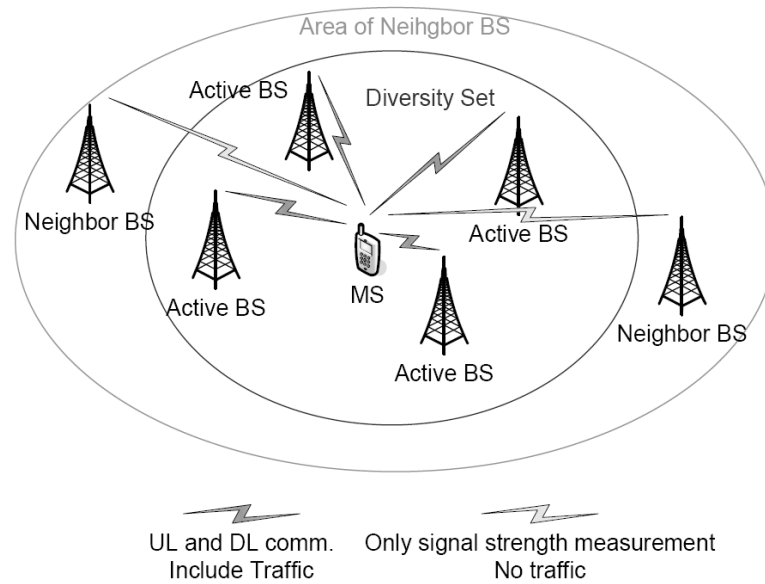 Area of Neihgbor BS
Active BS
Diversity Set
Neighbor BS
Active BS
MS
Active BS
Active BS
Neighbor BS
UL and DL comm.
Include Traffic
Only signal strength measurement
No traffic